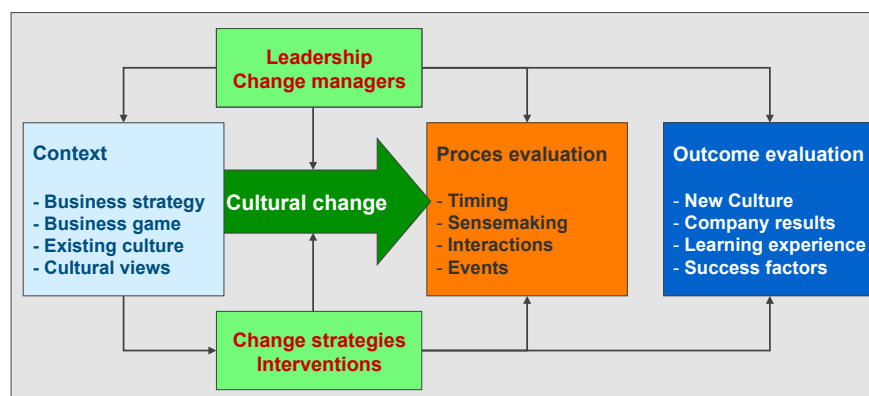 Leadership
Change managers
Context
- Business strategy
- Business game
- Existing culture
- Cultural views
Cultural change
Proces evaluation
- Timing
- Sensemaking
- Interactions
- Events
Outcome evaluation
- New Culture
- Company results
- Learning experience
- Success factors
Change strategies
Interventions